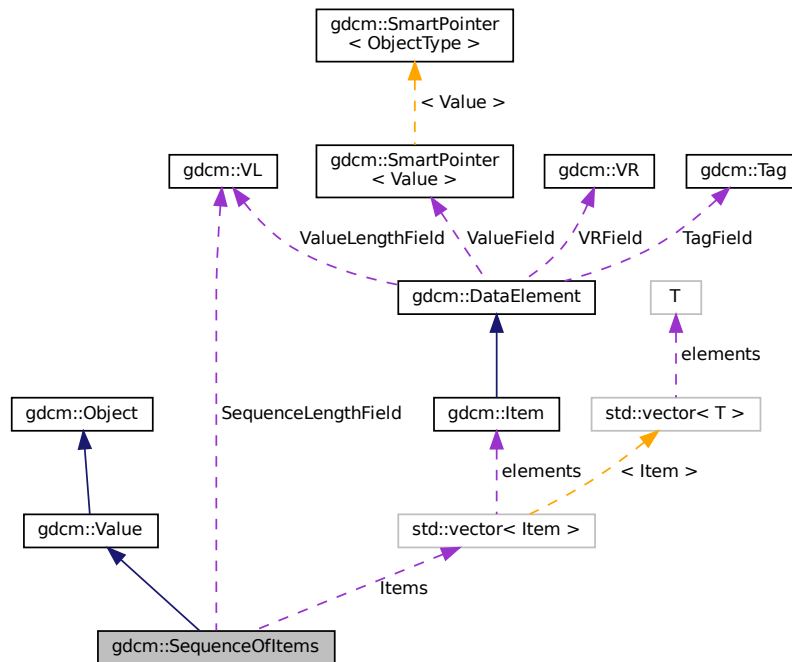 gdcm::SmartPointer
< ObjectType >
< Value >
gdcm::VL
gdcm::SmartPointer
< Value >
gdcm::VR
gdcm::Tag
ValueLengthField
ValueField
VRField
TagField
gdcm::DataElement
T
elements
gdcm::Object
SequenceLengthField
gdcm::Item
std::vector< T >
elements
< Item >
gdcm::Value
std::vector< Item >
Items
gdcm::SequenceOfItems